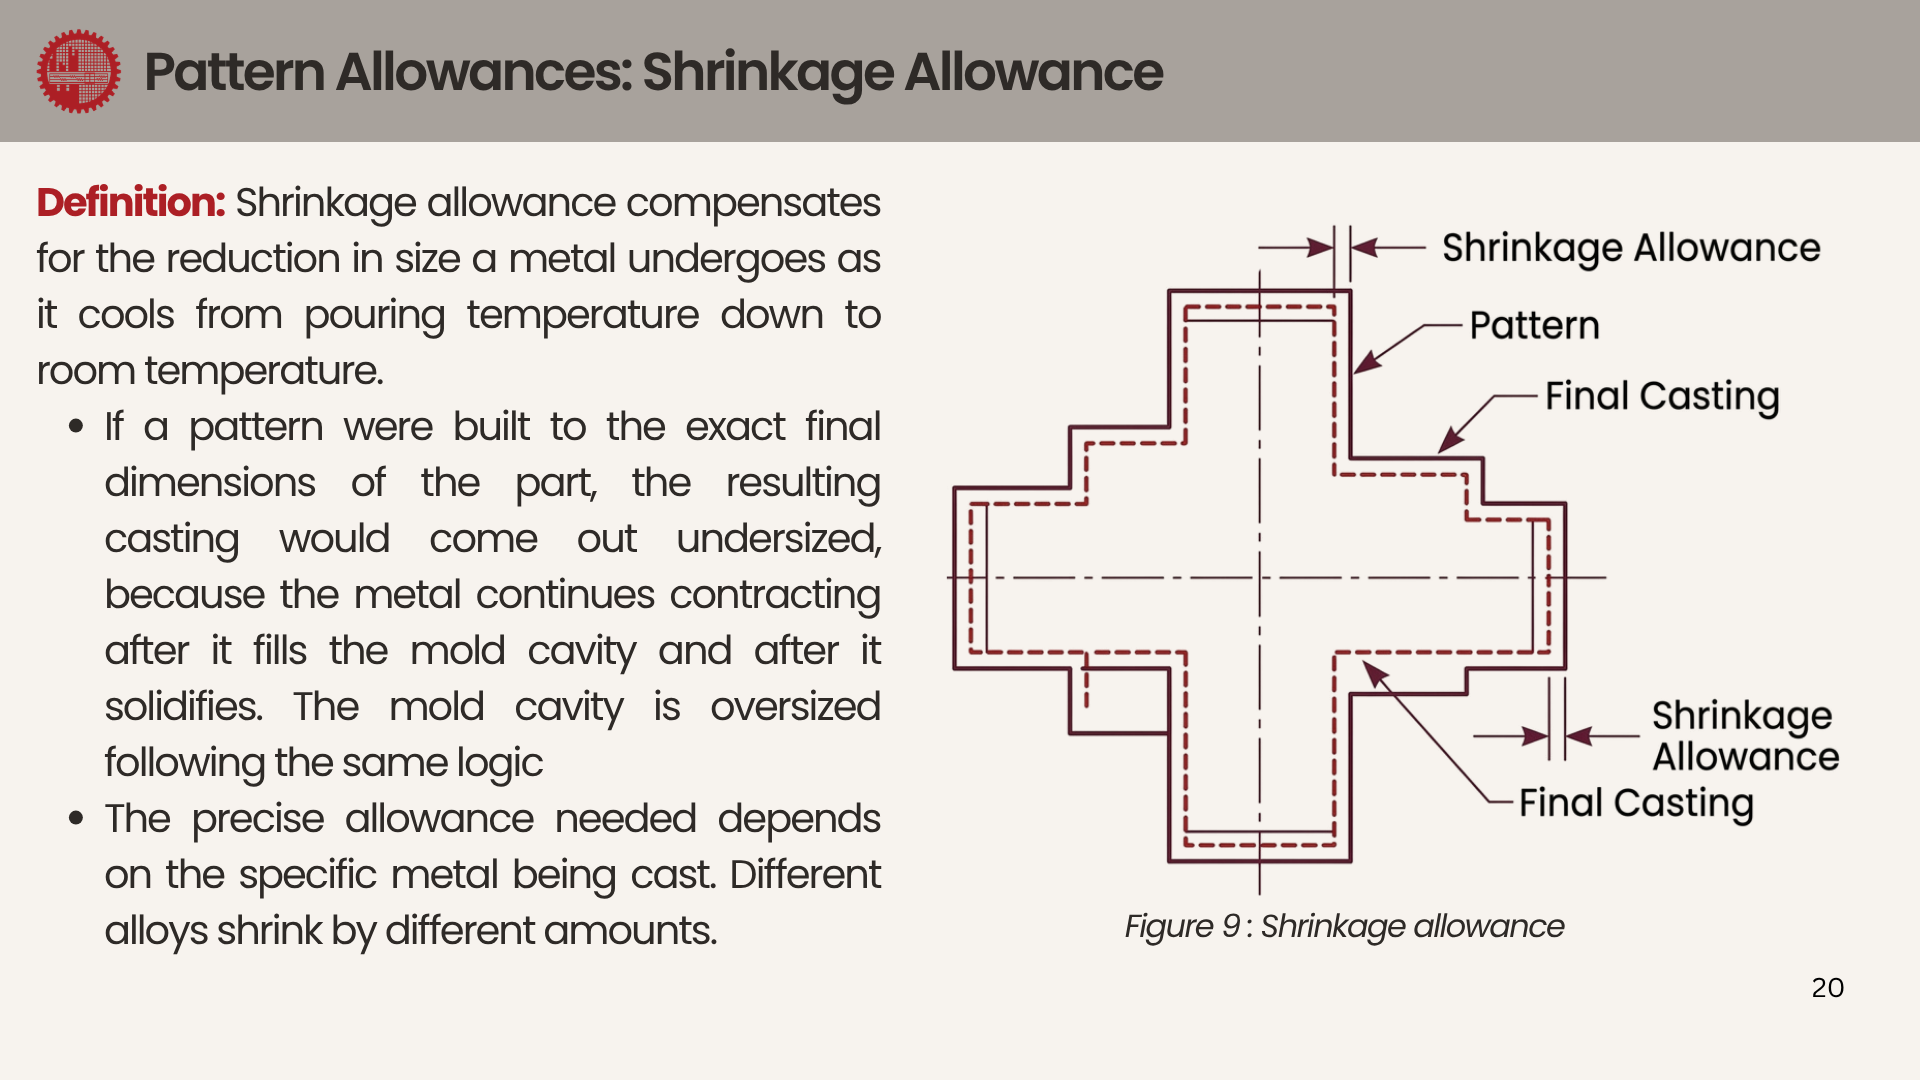 Pattern Allowances: Shrinkage Allowance
Definition: Shrinkage allowance compensates
for the reduction in size a metal undergoes as
it cools from pouring temperature down to
room temperature.
• If a pattern were built to the exact final
dimensions of the part, the resulting
casting would come out undersized,
because the metal continues contracting
after it fills the mold cavity and after it
solidifies. The mold cavity is oversized
following the same logic
• The precise allowance needed depends
on the specific metal being cast. Different
alloys shrink by different amounts.
Shrinkage Allowance
Pattern
Final Casting
Shrinkage
Allowance
Final Casting
Figure 9 : Shrinkage allowance
20